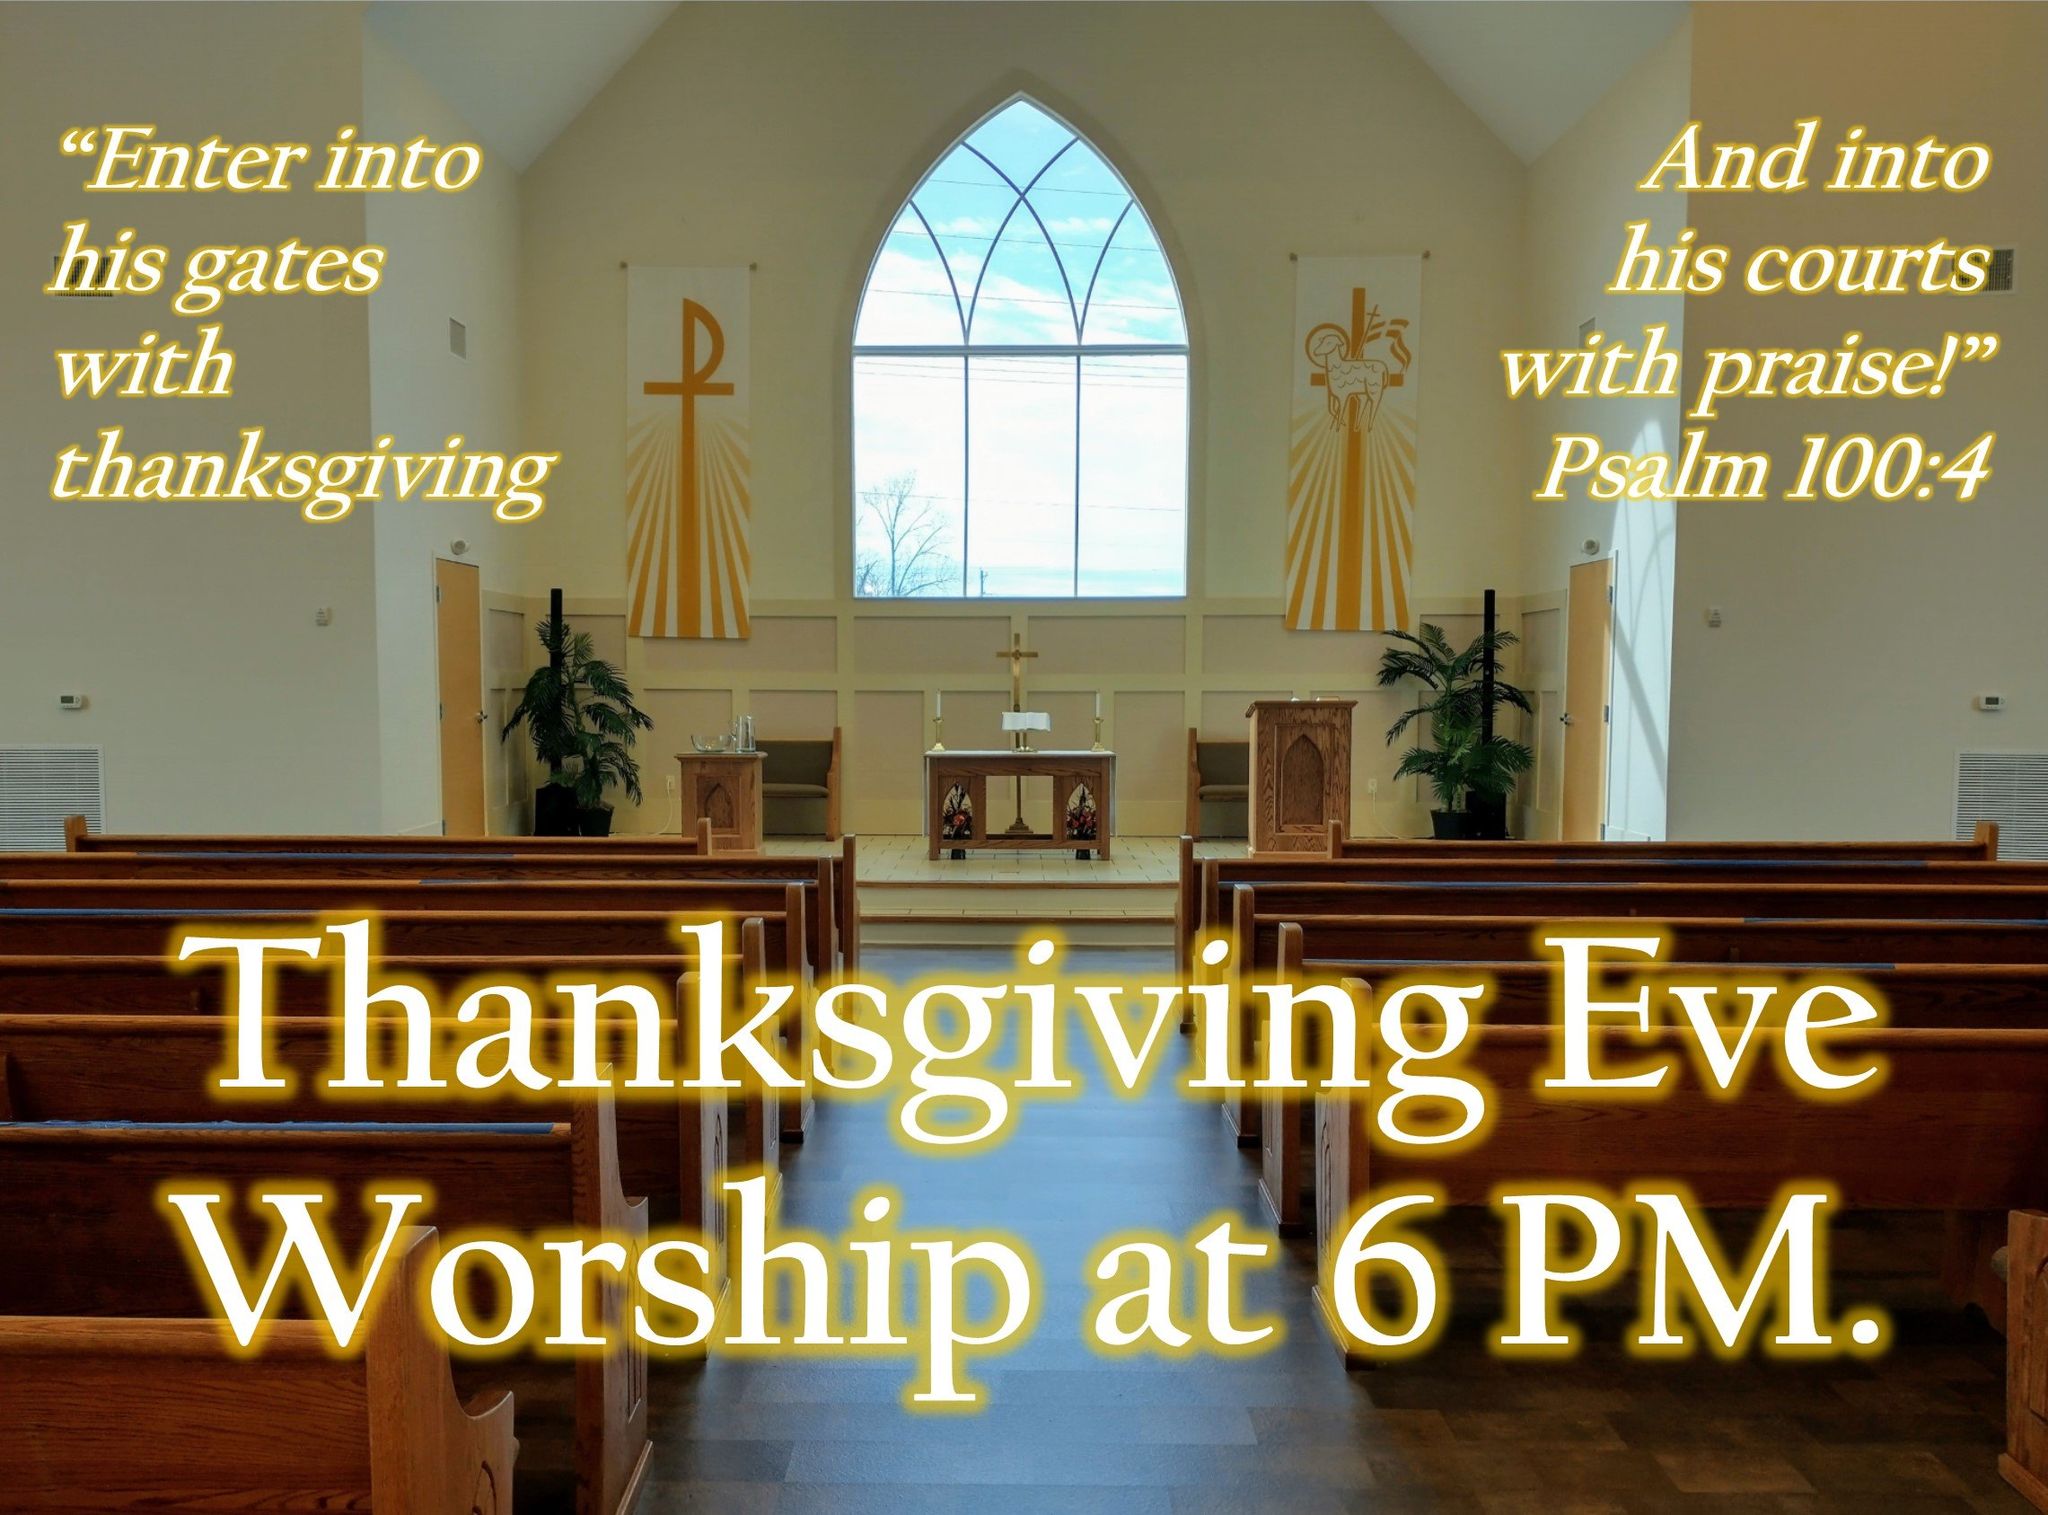 “Enter into
his gates
with
thanksgiving
And into
his courts
with praise!”
Psalm 100:4
Thanksgiving Eve
Worship at 6 PM.